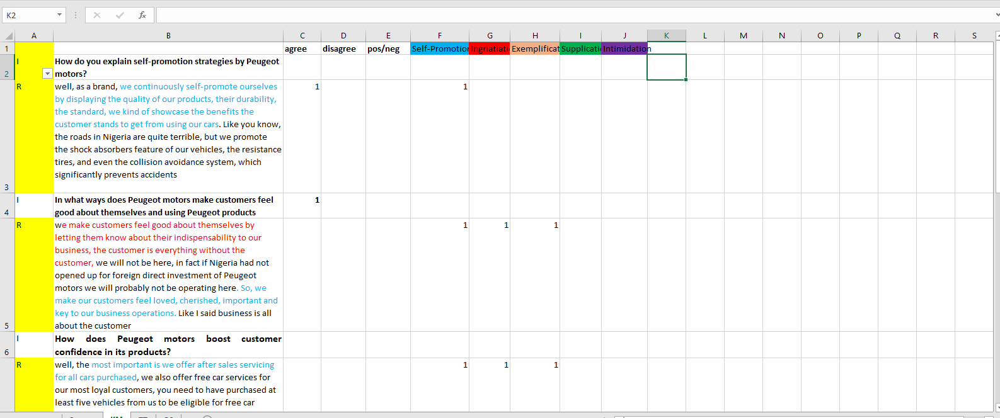 K2
fx
A B C D E F G H I J K L M N O P Q R S
1 agree disagree pos/neg Self-Promotion Ingriatiati Exemplificat Supplicati Intimidation
I How do you explain self-promotion strategies by Peugeot
2 motors?
R well, as a brand, we continuously self-promote ourselves 1 1
by displaying the quality of our products, their durability,
the standard, we kind of showcase the benefits the
customer stands to get from using our cars. Like you know,
the roads in Nigeria are quite terrible, but we promote
the shock absorbers feature of our vehicles, the resistance
tires, and even the collision avoidance system, which
significantly prevents accidents
3
I In what ways does Peugeot motors make customers feel 1
4 good about themselves and using Peugeot products
R we make customers feel good about themselves by 1 1 1
letting them know about their indispensability to our
business, the customer is everything without the
customer, we will not be here, in fact if Nigeria had not
opened up for foreign direct investment of Peugeot
motors we will probably not be operating here. So, we
make our customers feel loved, cherished, important and
key to our business operations. Like I said business is all
5 about the customer
I How does Peugeot motors boost customer
6 confidence in its products?
R well, the most important is we offer after sales servicing 1 1 1
for all cars purchased, we also offer free car services for
our most loyal customers, you need to have purchased at
least five vehicles from us to be eligible for free car